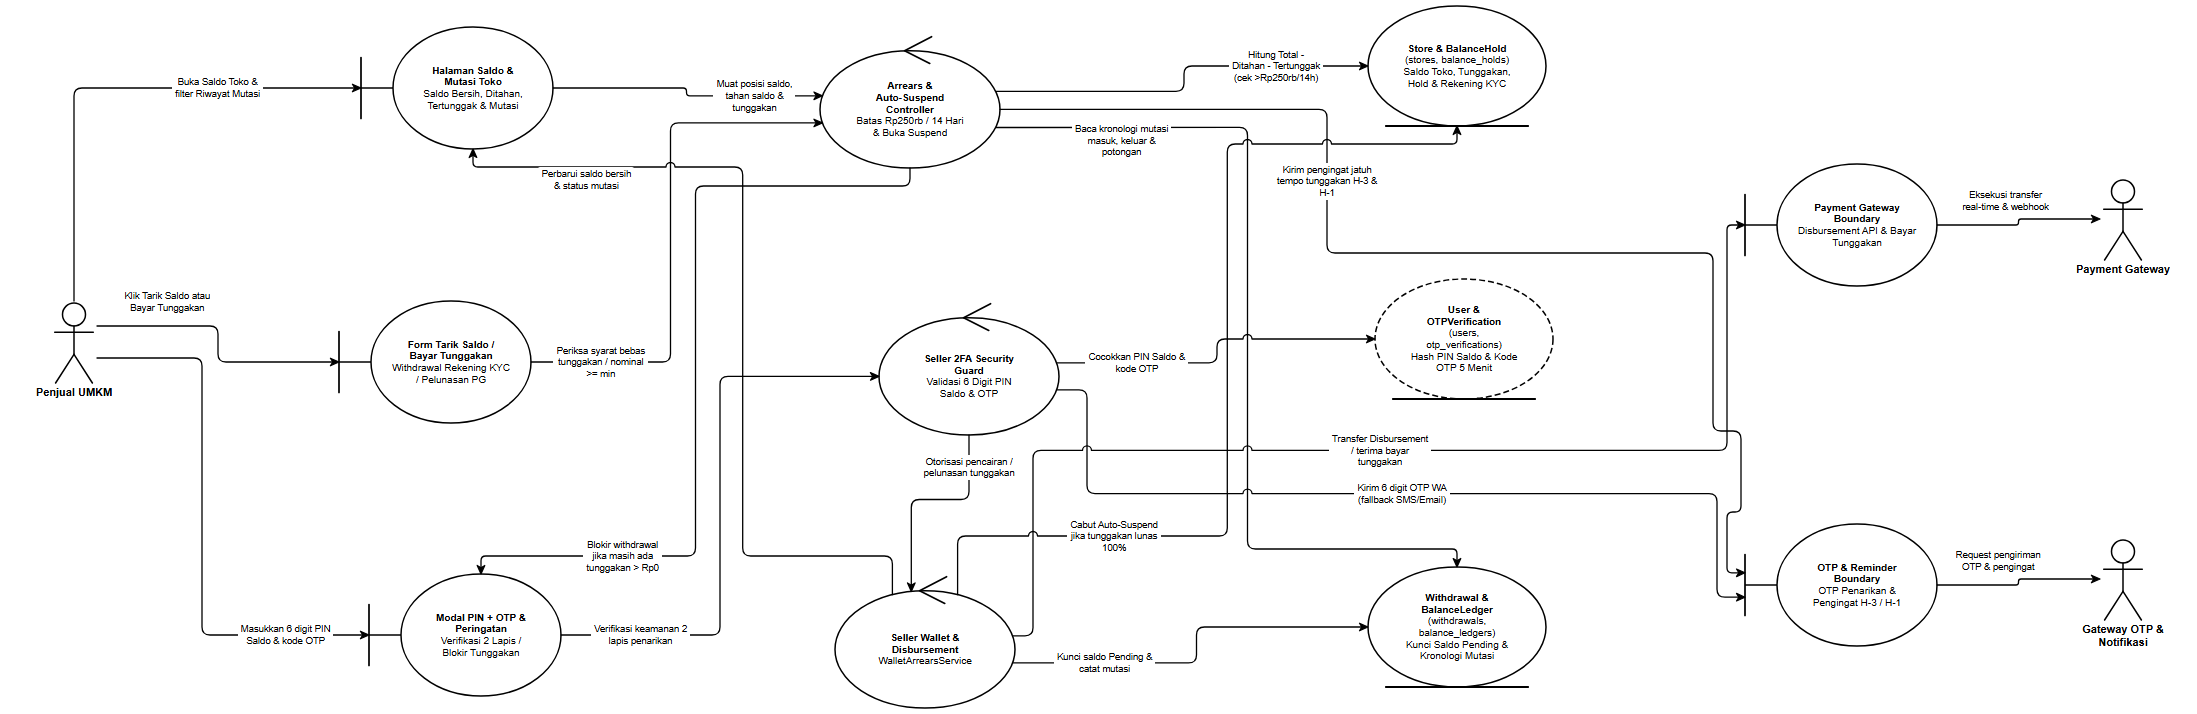 Buka Saldo Toko &
filter Riwayat Mutasi
Halaman Saldo &
Mutasi Toko
Saldo Bersih, Ditahan,
Tertunggak & Mutasi
Muat posisi saldo,
tahan saldo &
tunggakan
Arrears &
Auto-Suspend
Controller
Batas Rp250rb / 14 Hari
& Buka Suspend
Hitung Total -
Ditahan - Tertunggak
(cek >Rp250rb/14h)
Store & BalanceHold
(stores, balance_holds)
Saldo Toko, Tunggakan,
Hold & Rekening KYC
Baca kronologi mutasi
masuk, keluar &
potongan
Kirim pengingat jatuh
tempo tunggakan H-3 &
H-1
Perbarui saldo bersih
& status mutasi
Payment Gateway
Boundary
Disbursement API & Bayar
Tunggakan
Eksekusi transfer
real-time & webhook
Payment Gateway
Klik Tarik Saldo atau
Bayar Tunggakan
Penjual UMKM
Form Tarik Saldo /
Bayar Tunggakan
Withdrawal Rekening KYC
/ Pelunasan PG
Periksa syarat bebas
tunggakan / nominal
>= min
Seller 2FA Security
Guard
Validasi 6 Digit PIN
Saldo & OTP
Cocokkan PIN Saldo &
kode OTP
User &
OTPVerification
(users,
otp_verifications)
Hash PIN Saldo & Kode
OTP 5 Menit
Otorisasi pencairan /
pelunasan tunggakan
Transfer Disbursement
/ terima bayar
tunggakan
Kirim 6 digit OTP WA
(fallback SMS/Email)
Cabut Auto-Suspend
jika tunggakan lunas
100%
Blokir withdrawal
jika masih ada
tunggakan > Rp0
Masukkan 6 digit PIN
Saldo & kode OTP
Modal PIN + OTP &
Peringatan
Verifikasi 2 Lapis /
Blokir Tunggakan
Verifikasi keamanan 2
lapis penarikan
Seller Wallet &
Disbursement
WalletArrearsService
Kunci saldo Pending &
catat mutasi
Withdrawal &
BalanceLedger
(withdrawals,
balance_ledgers)
Kunci Saldo Pending &
Kronologi Mutasi
OTP & Reminder
Boundary
OTP Penarikan &
Pengingat H-3 / H-1
Request pengiriman
OTP & pengingat
Gateway OTP &
Notifikasi